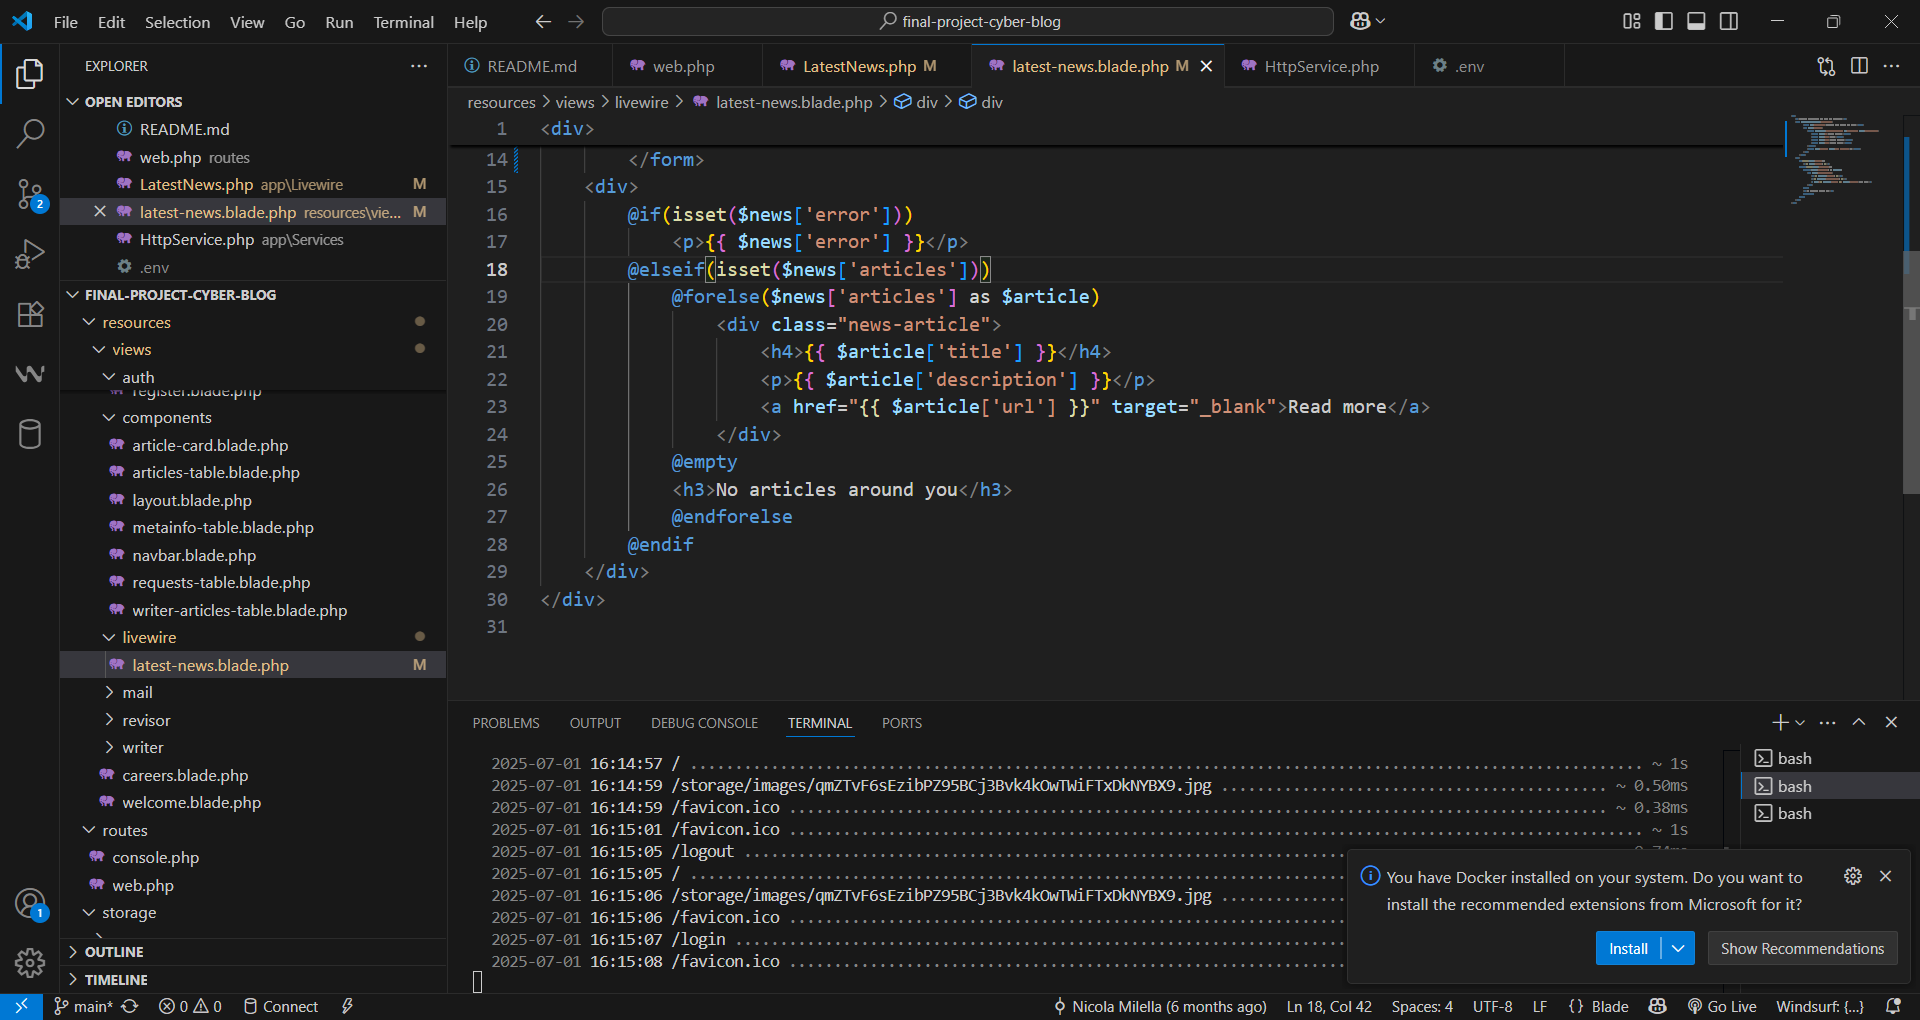 File Edit Selection View Go Run Terminal Help
final-project-cyber-blog
EXPLORER
OPEN EDITORS
README.md
web.php routes
LatestNews.php app\Livewire M
latest-news.blade.php resources\vie... M
HttpService.php app\Services
.env
FINAL-PROJECT-CYBER-BLOG
resources
views
auth
register.blade.php
components
article-card.blade.php
articles-table.blade.php
layout.blade.php
metainfo-table.blade.php
navbar.blade.php
requests-table.blade.php
writer-articles-table.blade.php
livewire
latest-news.blade.php M
mail
revisor
writer
careers.blade.php
welcome.blade.php
routes
console.php
web.php
storage
OUTLINE
TIMELINE
2
1
README.md web.php LatestNews.php M latest-news.blade.php M HttpService.php .env
resources > views > livewire > latest-news.blade.php > div > div
1 <div>
14 </form>
15 <div>
16 @if(isset($news['error']))
17 <p>{{ $news['error'] }}</p>
18 @elseif(isset($news['articles']))
19 @forelse($news['articles'] as $article)
20 <div class="news-article">
21 <h4>{{ $article['title'] }}</h4>
22 <p>{{ $article['description'] }}</p>
23 <a href="{{ $article['url'] }}" target="_blank">Read more</a>
24 </div>
25 @empty
26 <h3>No articles around you</h3>
27 @endforelse
28 @endif
29 </div>
30 </div>
31
PROBLEMS OUTPUT DEBUG CONSOLE TERMINAL PORTS
2025-07-01 16:14:57 / ........ ~ 1s
2025-07-01 16:14:59 /storage/images/qmZTvF6sEzibPZ95BCj3Bvk4kOwTWiFTxDkNYBX9.jpg ........ ~ 0.50ms
2025-07-01 16:14:59 /favicon.ico ........ ~ 0.38ms
2025-07-01 16:15:01 /favicon.ico ........ ~ 1s
2025-07-01 16:15:05 /logout ........
2025-07-01 16:15:05 / ........
2025-07-01 16:15:06 /storage/images/qmZTvF6sEzibPZ95BCj3Bvk4kOwTWiFTxDkNYBX9.jpg ........
2025-07-01 16:15:06 /favicon.ico ........
2025-07-01 16:15:07 /login ........
2025-07-01 16:15:08 /favicon.ico ........
bash
bash
bash
You have Docker installed on your system. Do you want to
install the recommended extensions from Microsoft for it?
Install Show Recommendations
main* 0 0 Connect Nicola Milella (6 months ago) Ln 18, Col 42 Spaces: 4 UTF-8 LF {} Blade Go Live Windsurf: {...}